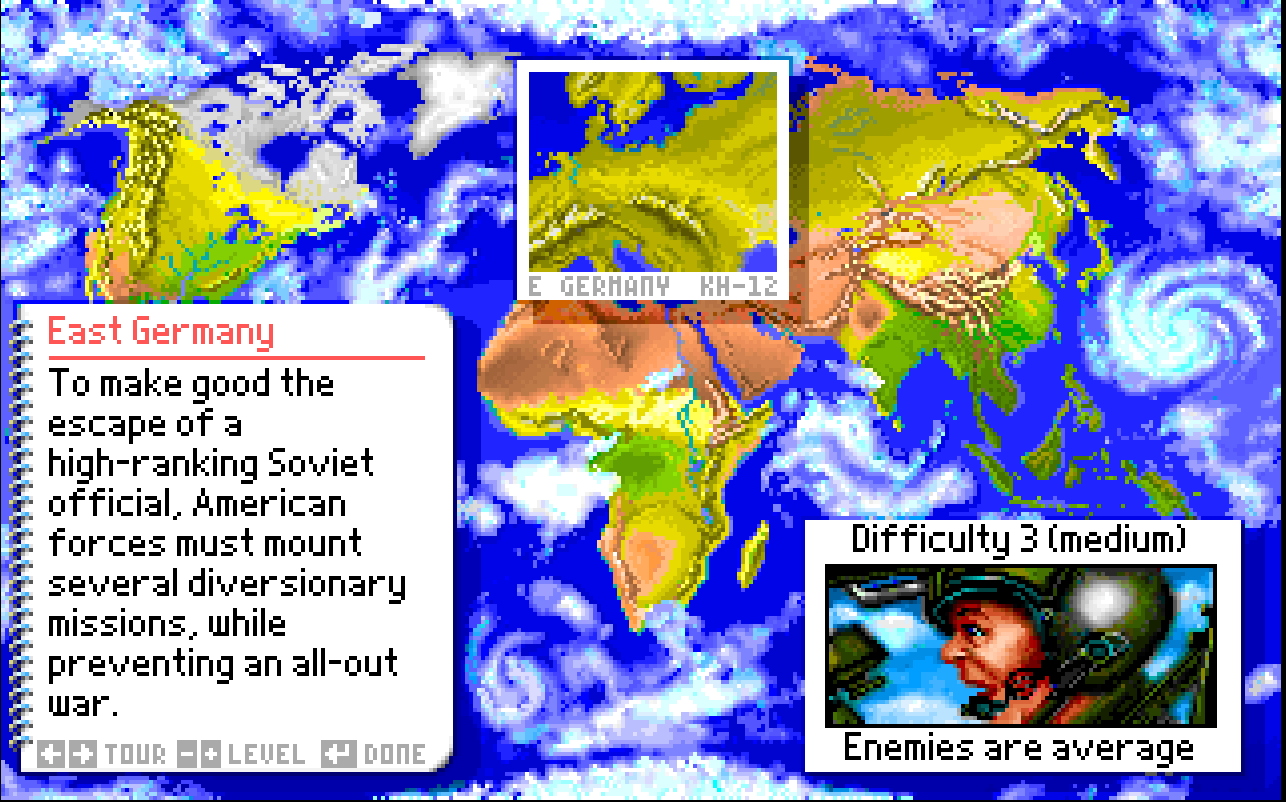 E GERMANY KH-12
East Germany
To make good the
escape of a
high-ranking Soviet
official, American
forces must mount
several diversionary
missions, while
preventing an all-out
war.
TOUR - + LEVEL DONE
Difficulty 3 (medium)
Enemies are average